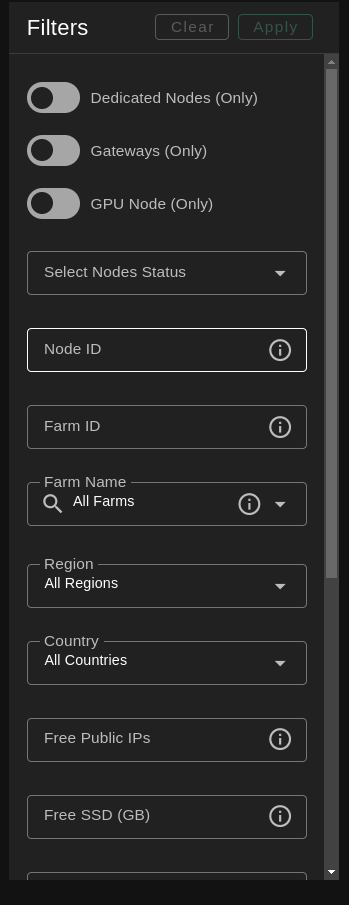 Filters
Clear
Apply
Dedicated Nodes (Only)
Gateways (Only)
GPU Node (Only)
Select Nodes Status
Node ID
Farm ID
Farm Name
All Farms
Region
All Regions
Country
All Countries
Free Public IPs
Free SSD (GB)